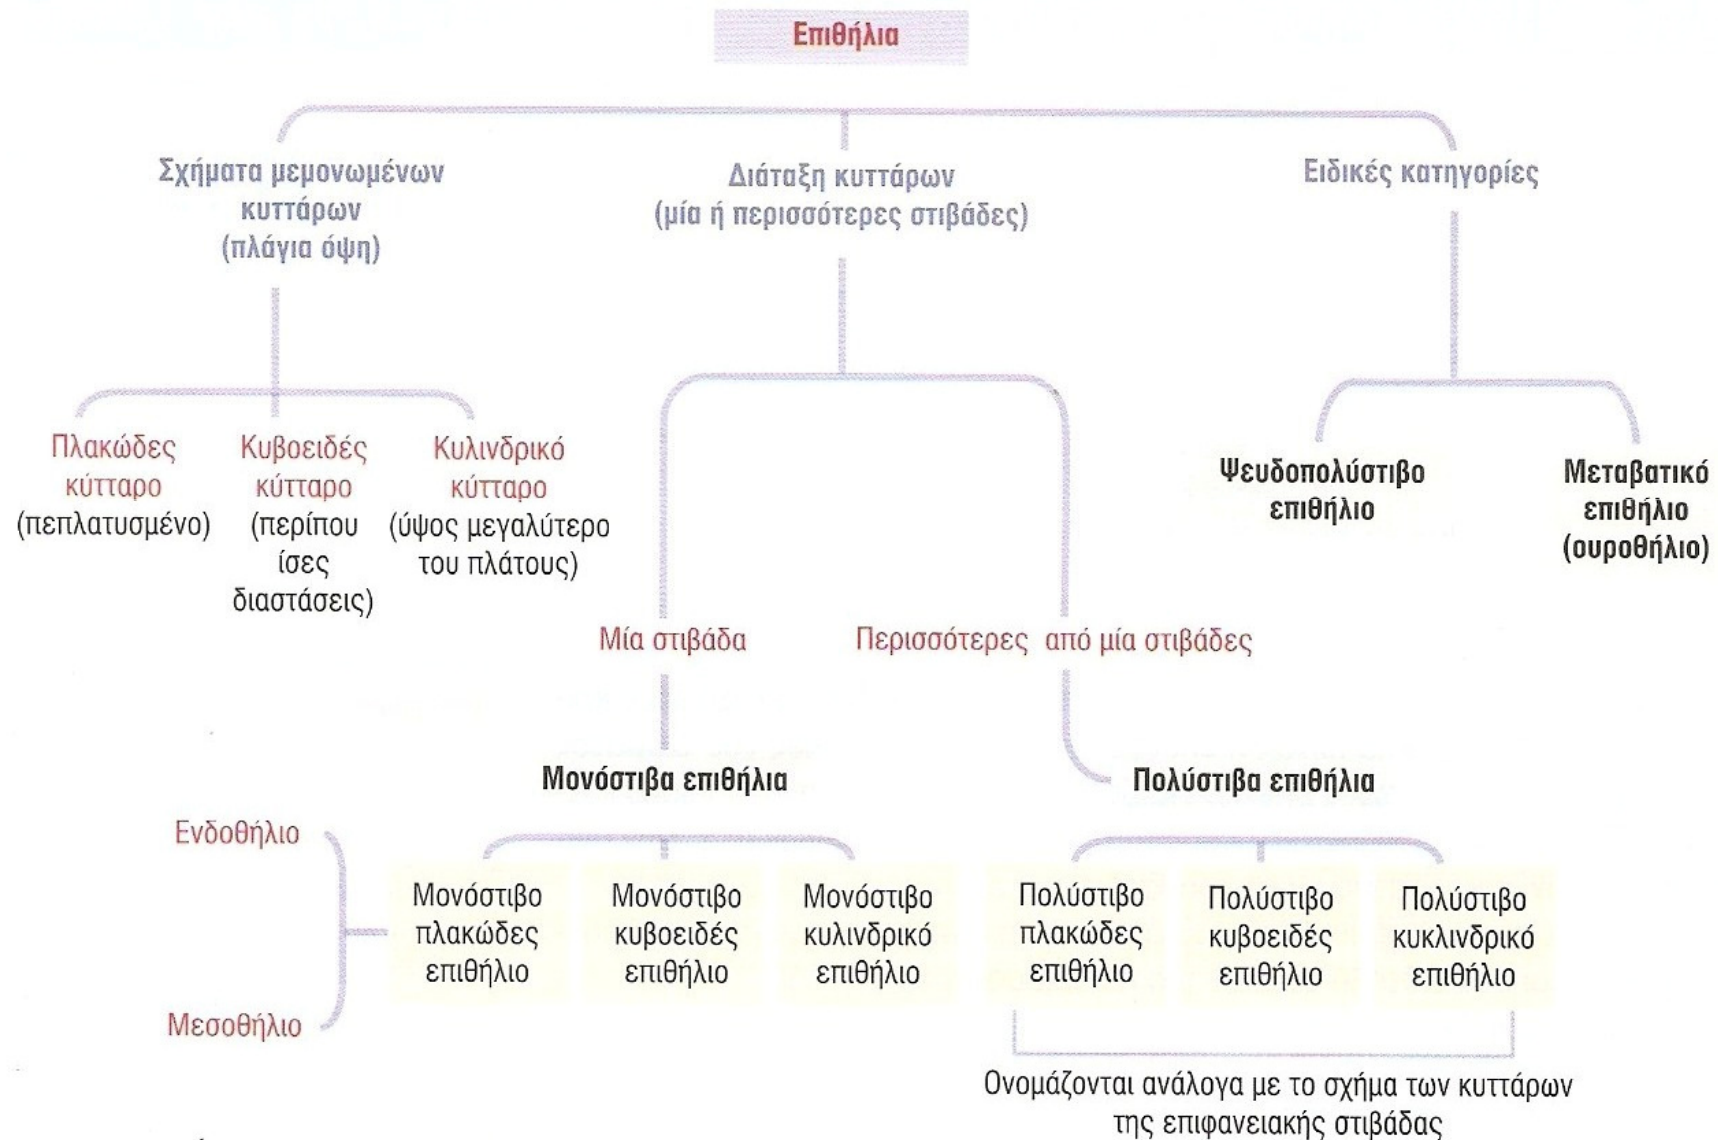 Επιθήλια
Σχήματα μεμονωμένων
κυττάρων
(πλάγια όψη)
Διάταξη κυττάρων
(μία ή περισσότερες στιβάδες)
Ειδικές κατηγορίες
Πλακώδες
κύτταρο
(πεπλατυσμένο)
Κυβοειδές
κύτταρο
(περίπου
ίσες
διαστάσεις)
Κυλινδρικό
κύτταρο
(ύψος μεγαλύτερο
του πλάτους)
Ψευδοπολύστιβο
επιθήλιο
Μεταβατικό
επιθήλιο
(ουροθήλιο)
Μία στιβάδα
Περισσότερες από μία στιβάδες
Μονόστιβα επιθήλια
Πολύστιβα επιθήλια
Ενδοθήλιο
Μεσοθήλιο
Μονόστιβο
πλακώδες
επιθήλιο
Μονόστιβο
κυβοειδές
επιθήλιο
Μονόστιβο
κυλινδρικό
επιθήλιο
Πολύστιβο
πλακώδες
επιθήλιο
Πολύστιβο
κυβοειδές
επιθήλιο
Πολύστιβο
κυκλινδρικό
επιθήλιο
Ονομάζονται ανάλογα με το σχήμα των κυττάρων
της επιφανειακής στιβάδας